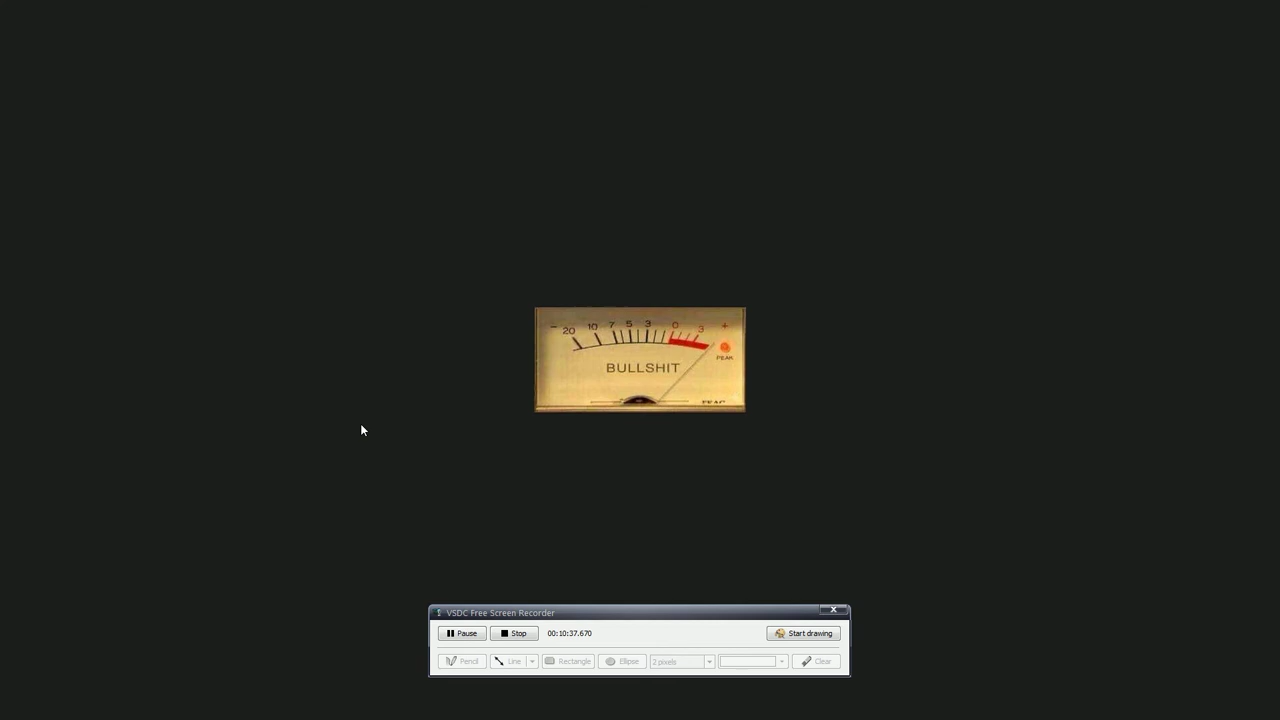 - 20 10 7 5 3 0 3 +
PEAK
BULLSHIT
VSDC Free Screen Recorder
Pause Stop 00:10:37.670 Start drawing
Pencil Line Rectangle Ellipse 2 pixels Clear